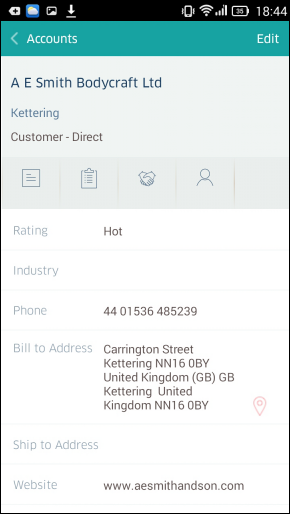 35 18:44
Accounts Edit
A E Smith Bodycraft Ltd
Kettering
Customer - Direct
Rating Hot
Industry
Phone 44 01536 485239
Bill to Address Carrington Street
Kettering NN16 0BY
United Kingdom (GB) GB
Kettering United
Kingdom NN16 0BY
Ship to Address
Website www.aesmithandson.com